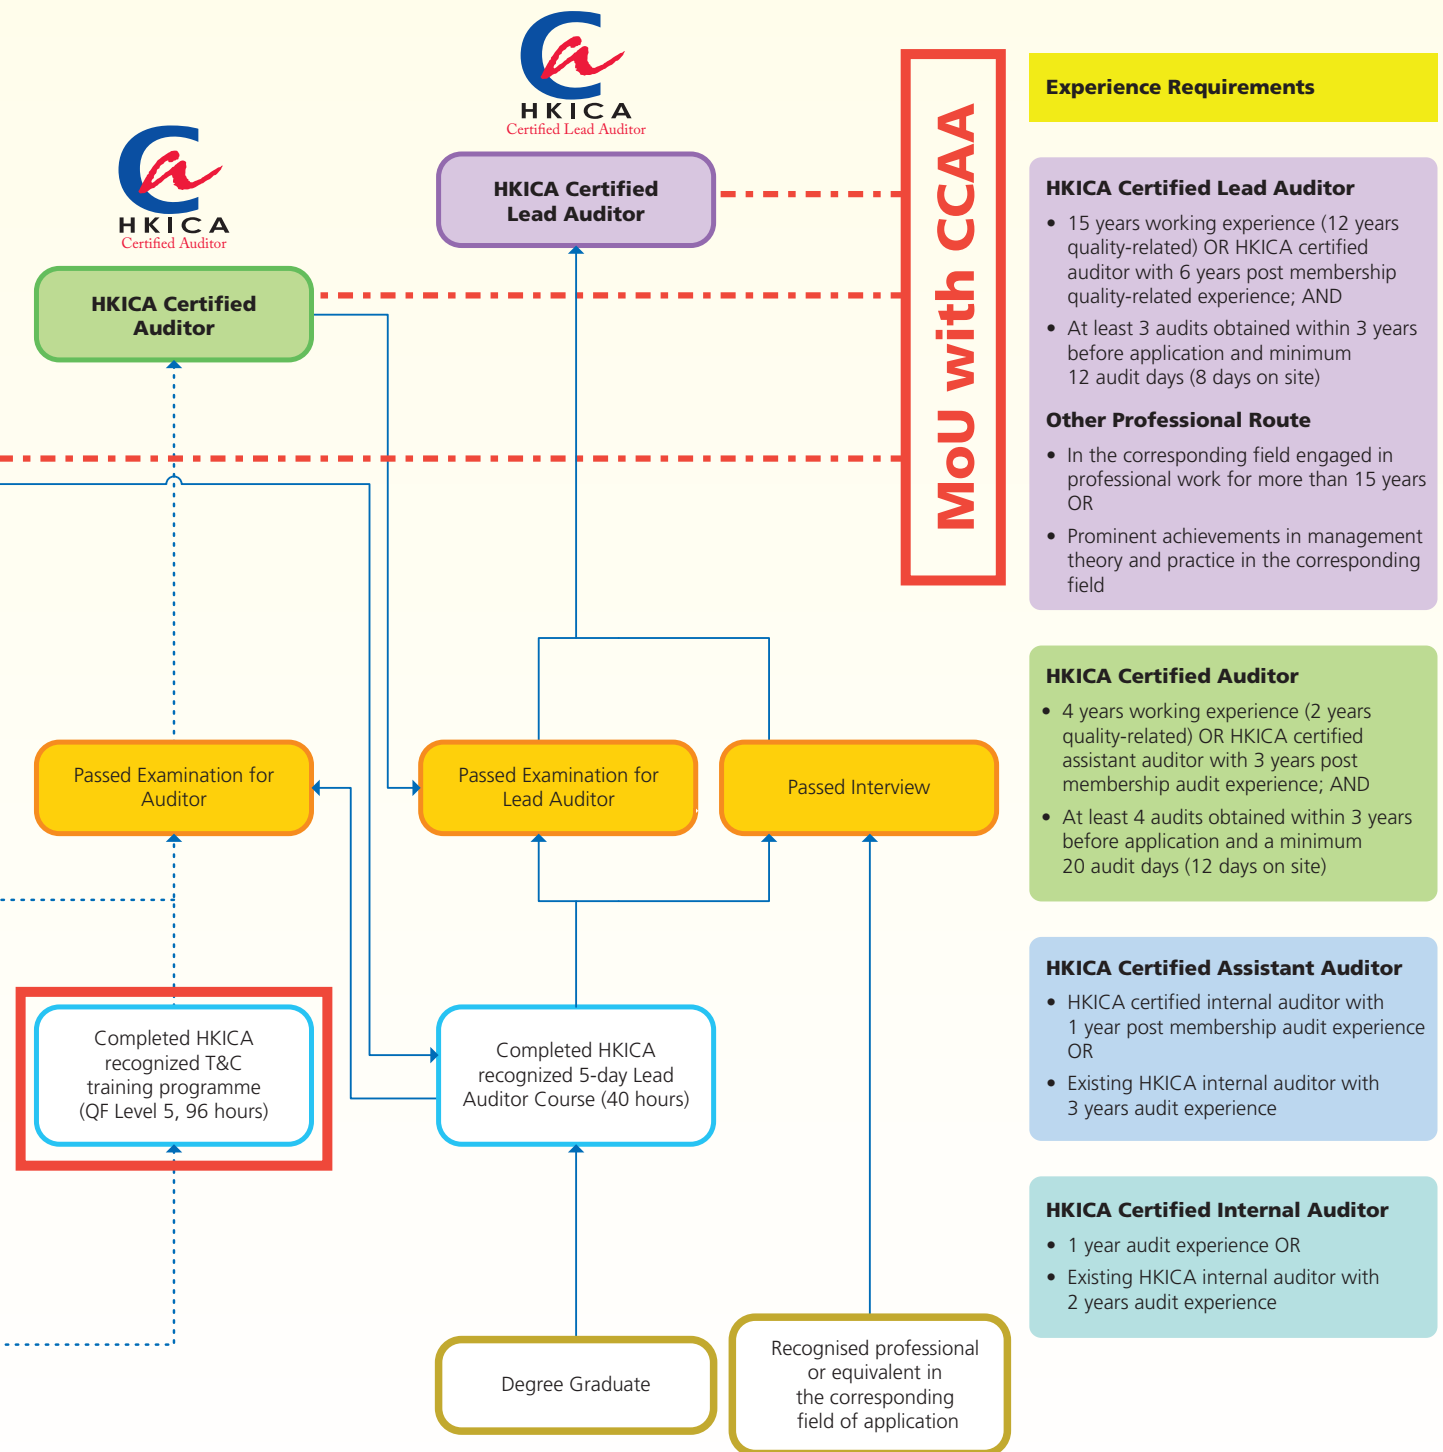 HKICA
Certified Lead Auditor
HKICA
Certified Auditor
HKICA Certified
Lead Auditor
HKICA Certified
Auditor
MoU with CCAA
Passed Examination for
Auditor
Passed Examination for
Lead Auditor
Passed Interview
Completed HKICA
recognized T&C
training programme
(QF Level 5, 96 hours)
Completed HKICA
recognized 5-day Lead
Auditor Course (40 hours)
Degree Graduate
Recognised professional
or equivalent in
the corresponding
field of application
Experience Requirements
HKICA Certified Lead Auditor
• 15 years working experience (12 years
quality-related) OR HKICA certified
auditor with 6 years post membership
quality-related experience; AND
• At least 3 audits obtained within 3 years
before application and minimum
12 audit days (8 days on site)
Other Professional Route
• In the corresponding field engaged in
professional work for more than 15 years
OR
• Prominent achievements in management
theory and practice in the corresponding
field
HKICA Certified Auditor
• 4 years working experience (2 years
quality-related) OR HKICA certified
assistant auditor with 3 years post
membership audit experience; AND
• At least 4 audits obtained within 3 years
before application and a minimum
20 audit days (12 days on site)
HKICA Certified Assistant Auditor
• HKICA certified internal auditor with
1 year post membership audit experience
OR
• Existing HKICA internal auditor with
3 years audit experience
HKICA Certified Internal Auditor
• 1 year audit experience OR
• Existing HKICA internal auditor with
2 years audit experience